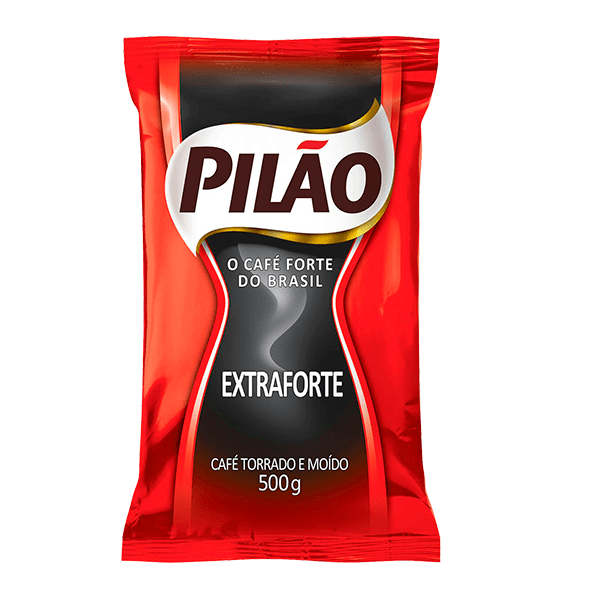 PILÃO
O CAFÉ FORTE
DO BRASIL
EXTRAFORTE
CAFÉ TORRADO E MOÍDO
500g